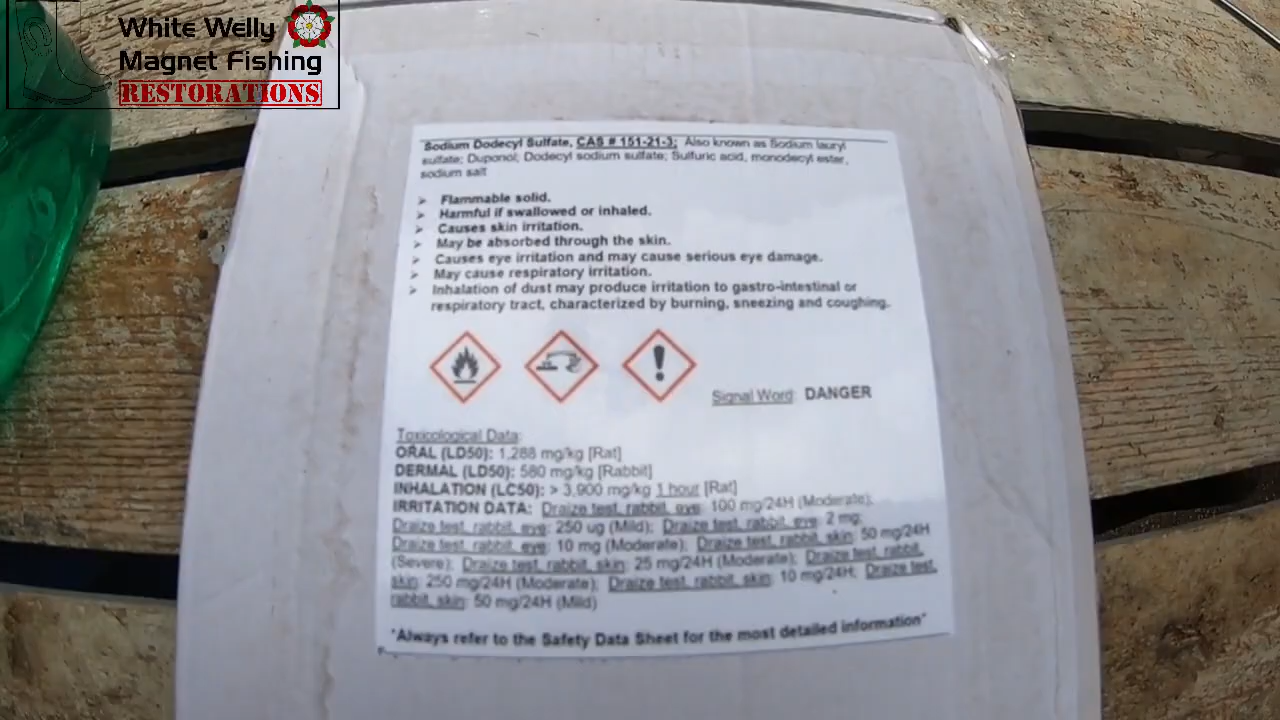 White Welly
Magnet Fishing
RESTORATIONS
Sodium Dodecyl Sulfate, CAS # 151-21-3; Also known as Sodium lauryl
sulfate; Duponol; Dodecyl sodium sulfate; Sulfuric acid, monodecyl ester,
sodium salt
➢ Flammable solid.
➢ Harmful if swallowed or inhaled.
➢ Causes skin irritation.
➢ May be absorbed through the skin.
➢ Causes eye irritation and may cause serious eye damage.
➢ May cause respiratory irritation.
➢ Inhalation of dust may produce irritation to gastro-intestinal or
respiratory tract, characterized by burning, sneezing and coughing.
Signal Word: DANGER
Toxicological Data:
ORAL (LD50): 1,288 mg/kg [Rat]
DERMAL (LD50): 580 mg/kg [Rabbit]
INHALATION (LC50): > 3,900 mg/kg 1 hour [Rat]
IRRITATION DATA: Draize test, rabbit, eye: 100 mg/24H (Moderate);
Draize test, rabbit, eye: 250 ug (Mild); Draize test, rabbit, eye: 2 mg;
Draize test, rabbit, eye: 10 mg (Moderate); Draize test, rabbit, skin: 50 mg/24H
(Severe); Draize test, rabbit, skin: 25 mg/24H (Moderate); Draize test, rabbit,
skin: 250 mg/24H (Moderate); Draize test, rabbit, skin: 10 mg/24H; Draize test,
rabbit, skin: 50 mg/24H (Mild)
*Always refer to the Safety Data Sheet for the most detailed information*